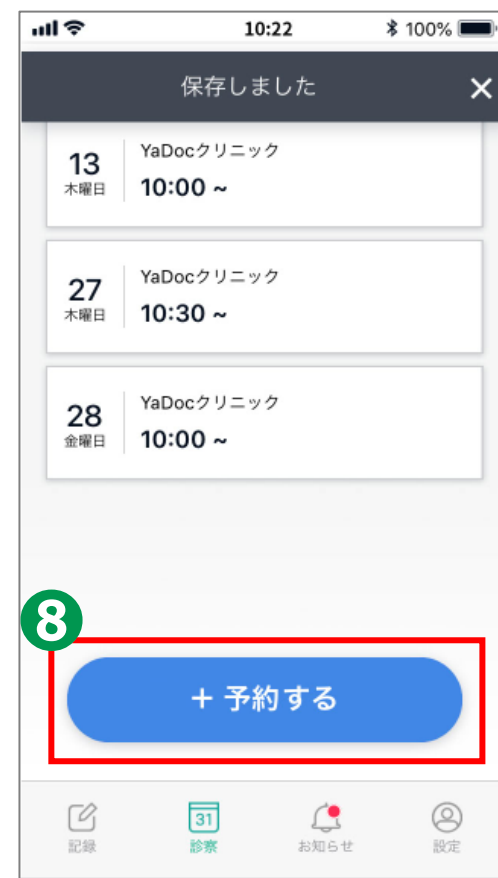 10:22
100%
保存しました
×
13
木曜日
YaDocクリニック
10:00 ~
27
木曜日
YaDocクリニック
10:30 ~
28
金曜日
YaDocクリニック
10:00 ~
8
+ 予約する
記録
31
診察
お知らせ
設定